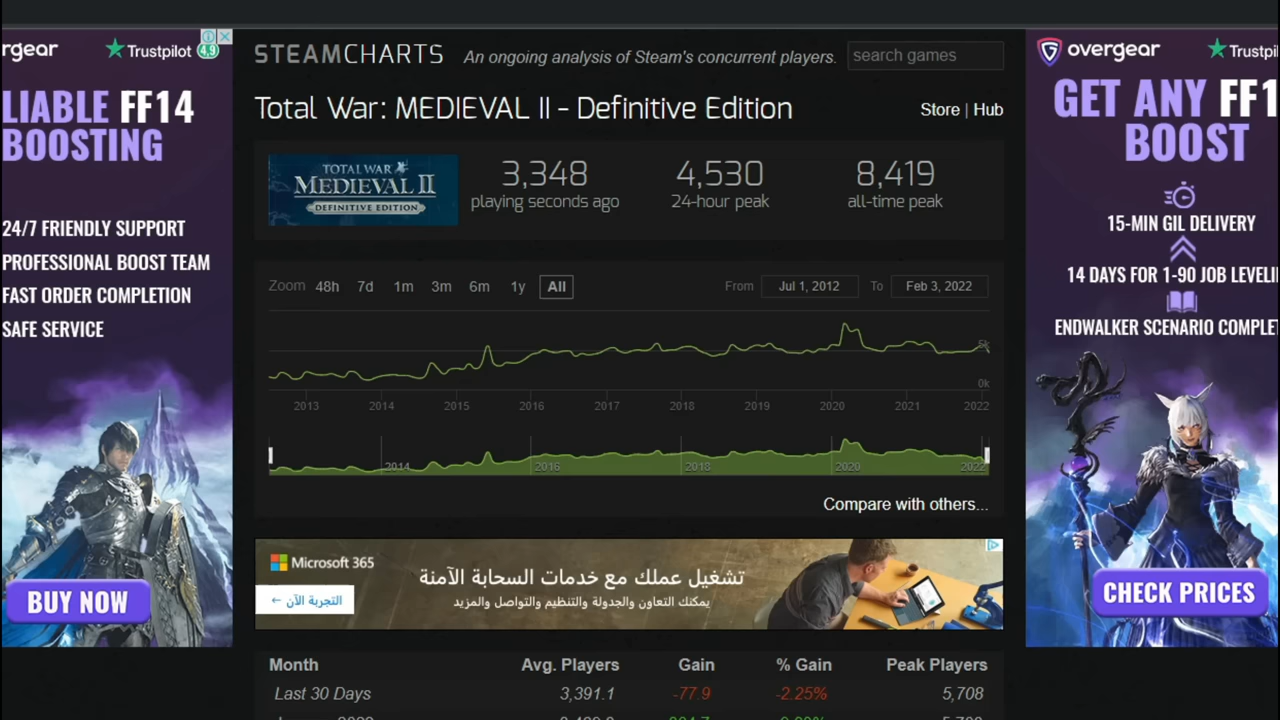 rgear
Trustpilot 4,9
LIABLE FF14
BOOSTING
24/7 FRIENDLY SUPPORT
PROFESSIONAL BOOST TEAM
FAST ORDER COMPLETION
SAFE SERVICE
BUY NOW
STEAMCHARTS
An ongoing analysis of Steam's concurrent players.
search games
Total War: MEDIEVAL II - Definitive Edition
Store | Hub
TOTAL WAR
MEDIEVAL II
DEFINITIVE EDITION
3,348
playing seconds ago
4,530
24-hour peak
8,419
all-time peak
Zoom 48h 7d 1m 3m 6m 1y All
From Jul 1, 2012 To Feb 3, 2022
5k
0k
2013 2014 2015 2016 2017 2018 2019 2020 2021 2022
2014 2016 2018 2020 2022
Compare with others...
Microsoft 365
تشغيل عملك مع خدمات السحابة الآمنة
يمكنك التعاون والجدولة والتنظيم والتواصل والمزيد
التجربة الآن ←
Month Avg. Players Gain % Gain Peak Players
Last 30 Days 3,391.1 -77.9 -2.25% 5,708
overgear
Trustpi
GET ANY FF1
BOOST
15-MIN GIL DELIVERY
14 DAYS FOR 1-90 JOB LEVELI
ENDWALKER SCENARIO COMPLE
CHECK PRICES